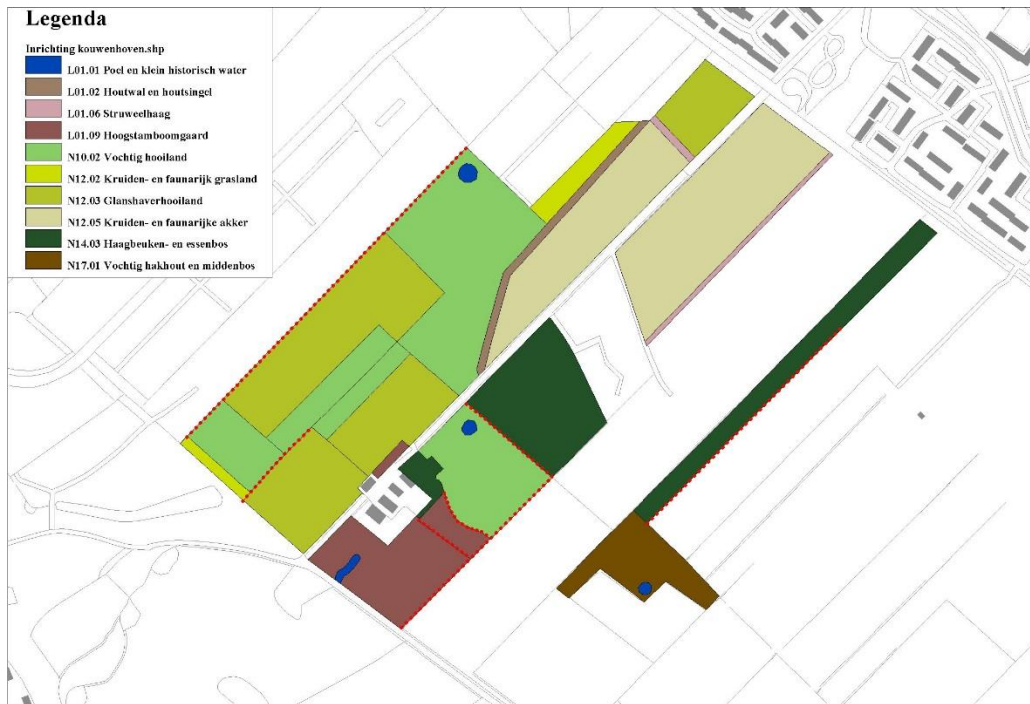 Legenda
Inrichting kouwenhoven.shp
L01.01 Poel en klein historisch water
L01.02 Houtwal en houtsingel
L01.06 Struweelhaag
L01.09 Hoogstamboomgaard
N10.02 Vochtig hooiland
N12.02 Kruiden- en faunarijk grasland
N12.03 Glanshaverhooiland
N12.05 Kruiden- en faunarijke akker
N14.03 Haagbeuken- en essenbos
N17.01 Vochtig hakhout en middenbos